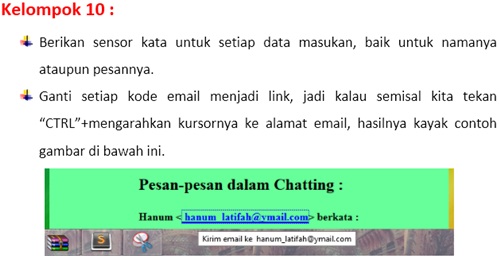 Kelompok 10 :
Berikan sensor kata untuk setiap data masukan, baik untuk namanya
ataupun pesannya.
Ganti setiap kode email menjadi link, jadi kalau semisal kita tekan
“CTRL”+mengarahkan kursornya ke alamat email, hasilnya kayak contoh
gambar di bawah ini.
Pesan-pesan dalam Chatting :
Hanum < hanum_latifah@ymail.com> berkata :
S
Kirim email ke hanum_latifah@ymail.com